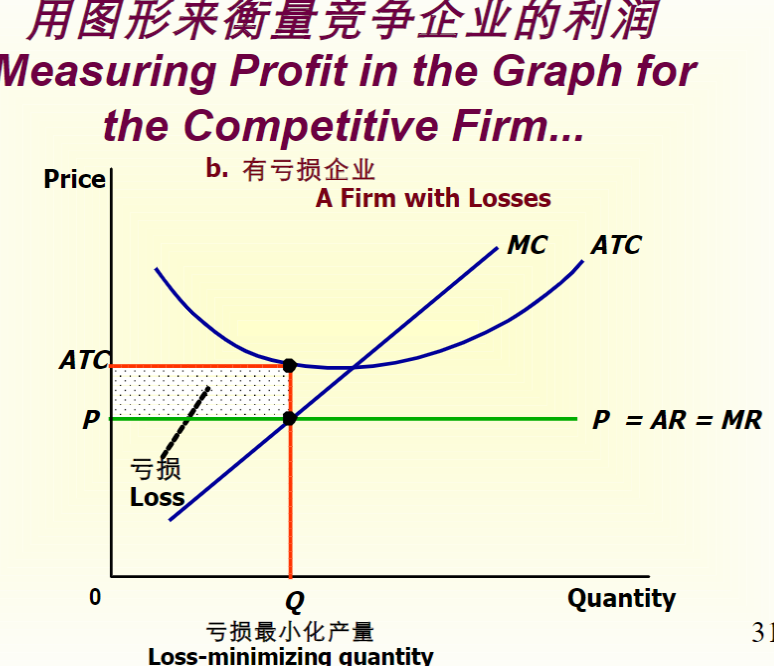 用图形来衡量竞争企业的利润
Measuring Profit in the Graph for
the Competitive Firm...
b. 有亏损企业
Price
A Firm with Losses
MC
ATC
ATC
P
P = AR = MR
亏损
Loss
0
Q
Quantity
亏损最小化产量
31
Loss-minimizing quantity